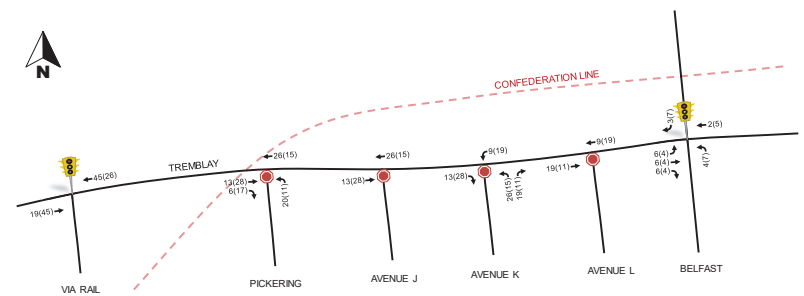 CONFEDERATION LINE
N
3(7)
2(5)
9(19)
9(19)
26(15)
26(15)
TREMBLAY
45(26)
6(4)
6(4)
6(4)
4(7)
19(11)
13(28)
26(15)
19(11)
13(28)
13(28)
6(17)
20(11)
19(45)
VIA RAIL
PICKERING
AVENUE J
AVENUE K
AVENUE L
BELFAST